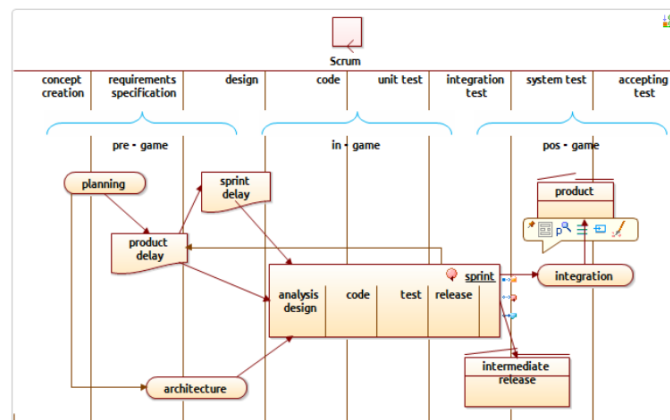 Scrum
concept
creation
requirements
specification
design
code
unit test
integration
test
system test
accepting
test
pre - game
in - game
pos - game
planning
sprint
delay
product
product
delay
sprint
integration
analysis
design
code
test
release
intermediate
release
architecture